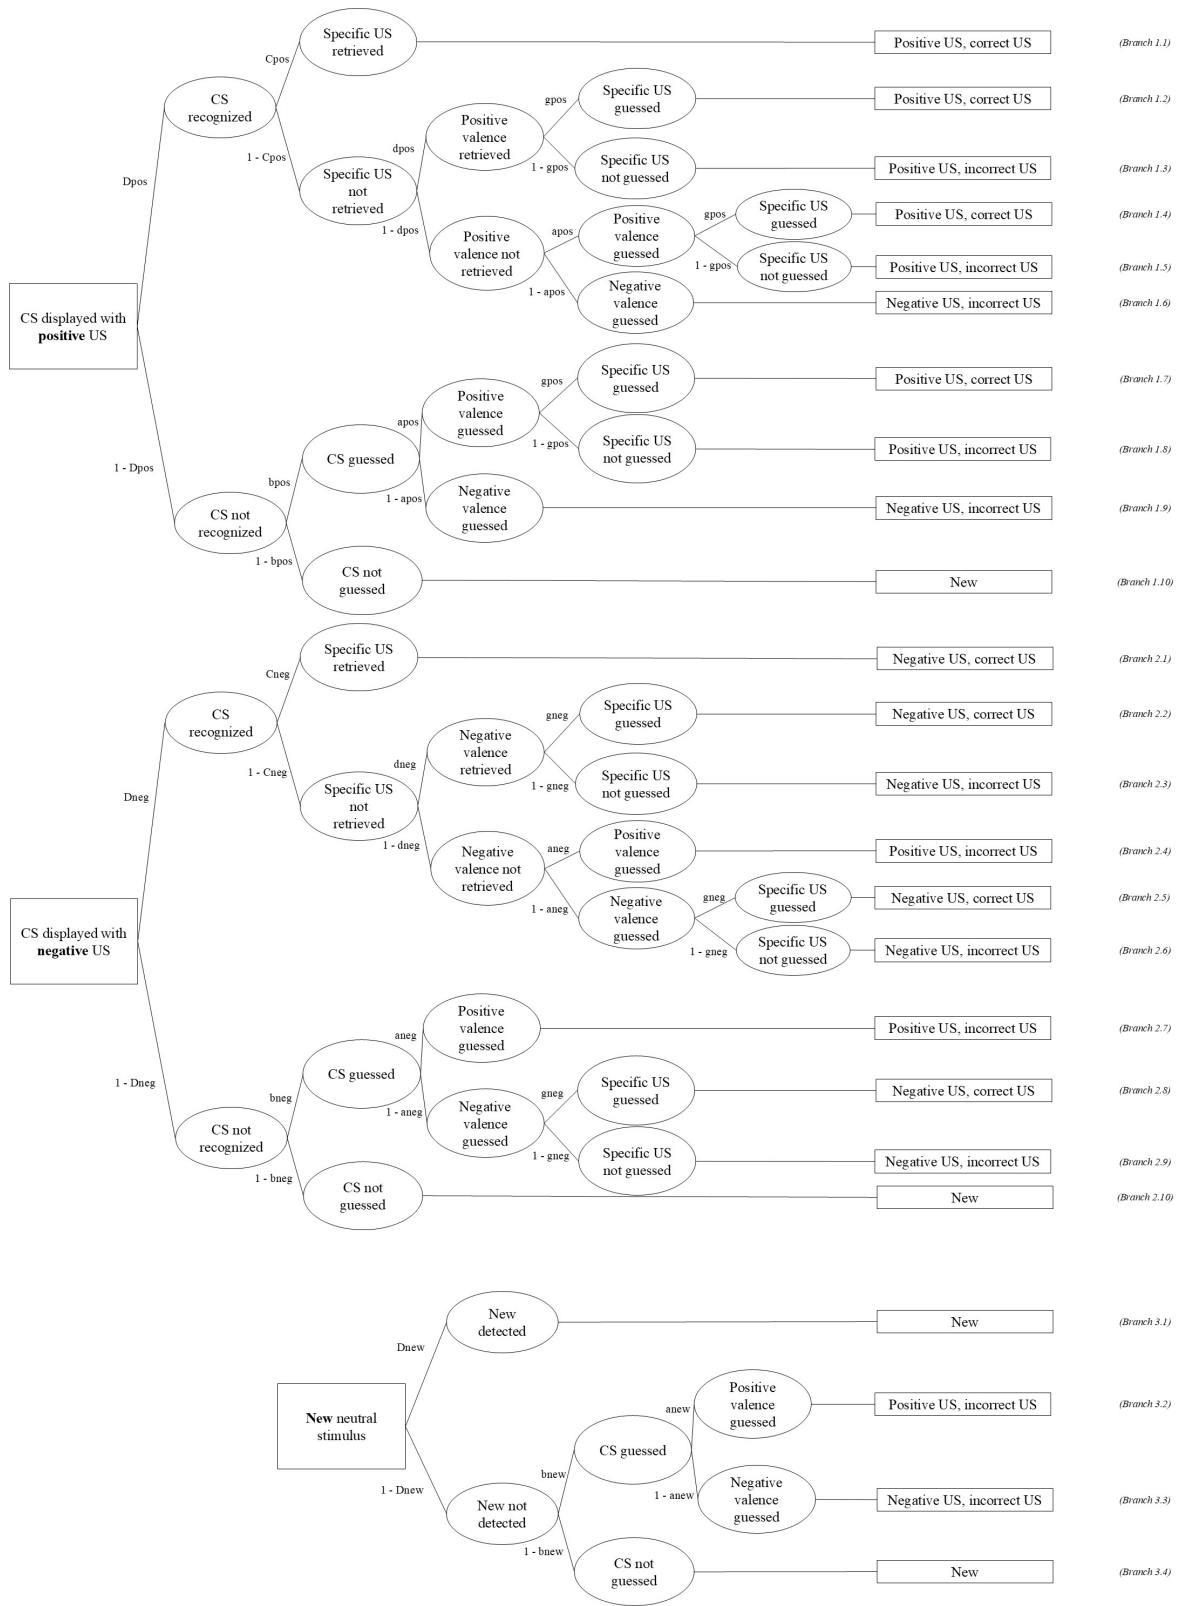 Specific US
retrieved
Cpos
Positive US, correct US
(Branch 1.1)
CS
recognized
1 - Cpos
Dpos
Specific US
not
retrieved
dpos
Positive
valence
retrieved
gpos
Specific US
guessed
Positive US, correct US
(Branch 1.2)
1 - gpos
Specific US
not guessed
Positive US, incorrect US
(Branch 1.3)
1 - dpos
Positive
valence not
retrieved
apos
Positive
valence
guessed
gpos
Specific US
guessed
Positive US, correct US
(Branch 1.4)
1 - gpos
Specific US
not guessed
Positive US, incorrect US
(Branch 1.5)
1 - apos
Negative
valence
guessed
Negative US, incorrect US
(Branch 1.6)
CS displayed with
positive US
1 - Dpos
CS not
recognized
bpos
CS guessed
apos
Positive
valence
guessed
gpos
Specific US
guessed
Positive US, correct US
(Branch 1.7)
1 - gpos
Specific US
not guessed
Positive US, incorrect US
(Branch 1.8)
1 - apos
Negative
valence
guessed
Negative US, incorrect US
(Branch 1.9)
1 - bpos
CS not
guessed
New
(Branch 1.10)
Specific US
retrieved
Cneg
Negative US, correct US
(Branch 2.1)
CS
recognized
1 - Cneg
Dneg
Specific US
not
retrieved
dneg
Negative
valence
retrieved
gneg
Specific US
guessed
Negative US, correct US
(Branch 2.2)
1 - gneg
Specific US
not guessed
Negative US, incorrect US
(Branch 2.3)
1 - dneg
Negative
valence not
retrieved
aneg
Positive
valence
guessed
Positive US, incorrect US
(Branch 2.4)
1 - aneg
Negative
valence
guessed
gneg
Specific US
guessed
Negative US, correct US
(Branch 2.5)
1 - gneg
Specific US
not guessed
Negative US, incorrect US
(Branch 2.6)
CS displayed with
negative US
1 - Dneg
CS not
recognized
bneg
CS guessed
aneg
Positive
valence
guessed
Positive US, incorrect US
(Branch 2.7)
1 - aneg
Negative
valence
guessed
gneg
Specific US
guessed
Negative US, correct US
(Branch 2.8)
1 - gneg
Specific US
not guessed
Negative US, incorrect US
(Branch 2.9)
1 - bneg
CS not
guessed
New
(Branch 2.10)
New
detected
Dnew
New
(Branch 3.1)
New neutral
stimulus
1 - Dnew
New not
detected
bnew
CS guessed
anew
Positive
valence
guessed
Positive US, incorrect US
(Branch 3.2)
1 - anew
Negative
valence
guessed
Negative US, incorrect US
(Branch 3.3)
1 - bnew
CS not
guessed
New
(Branch 3.4)